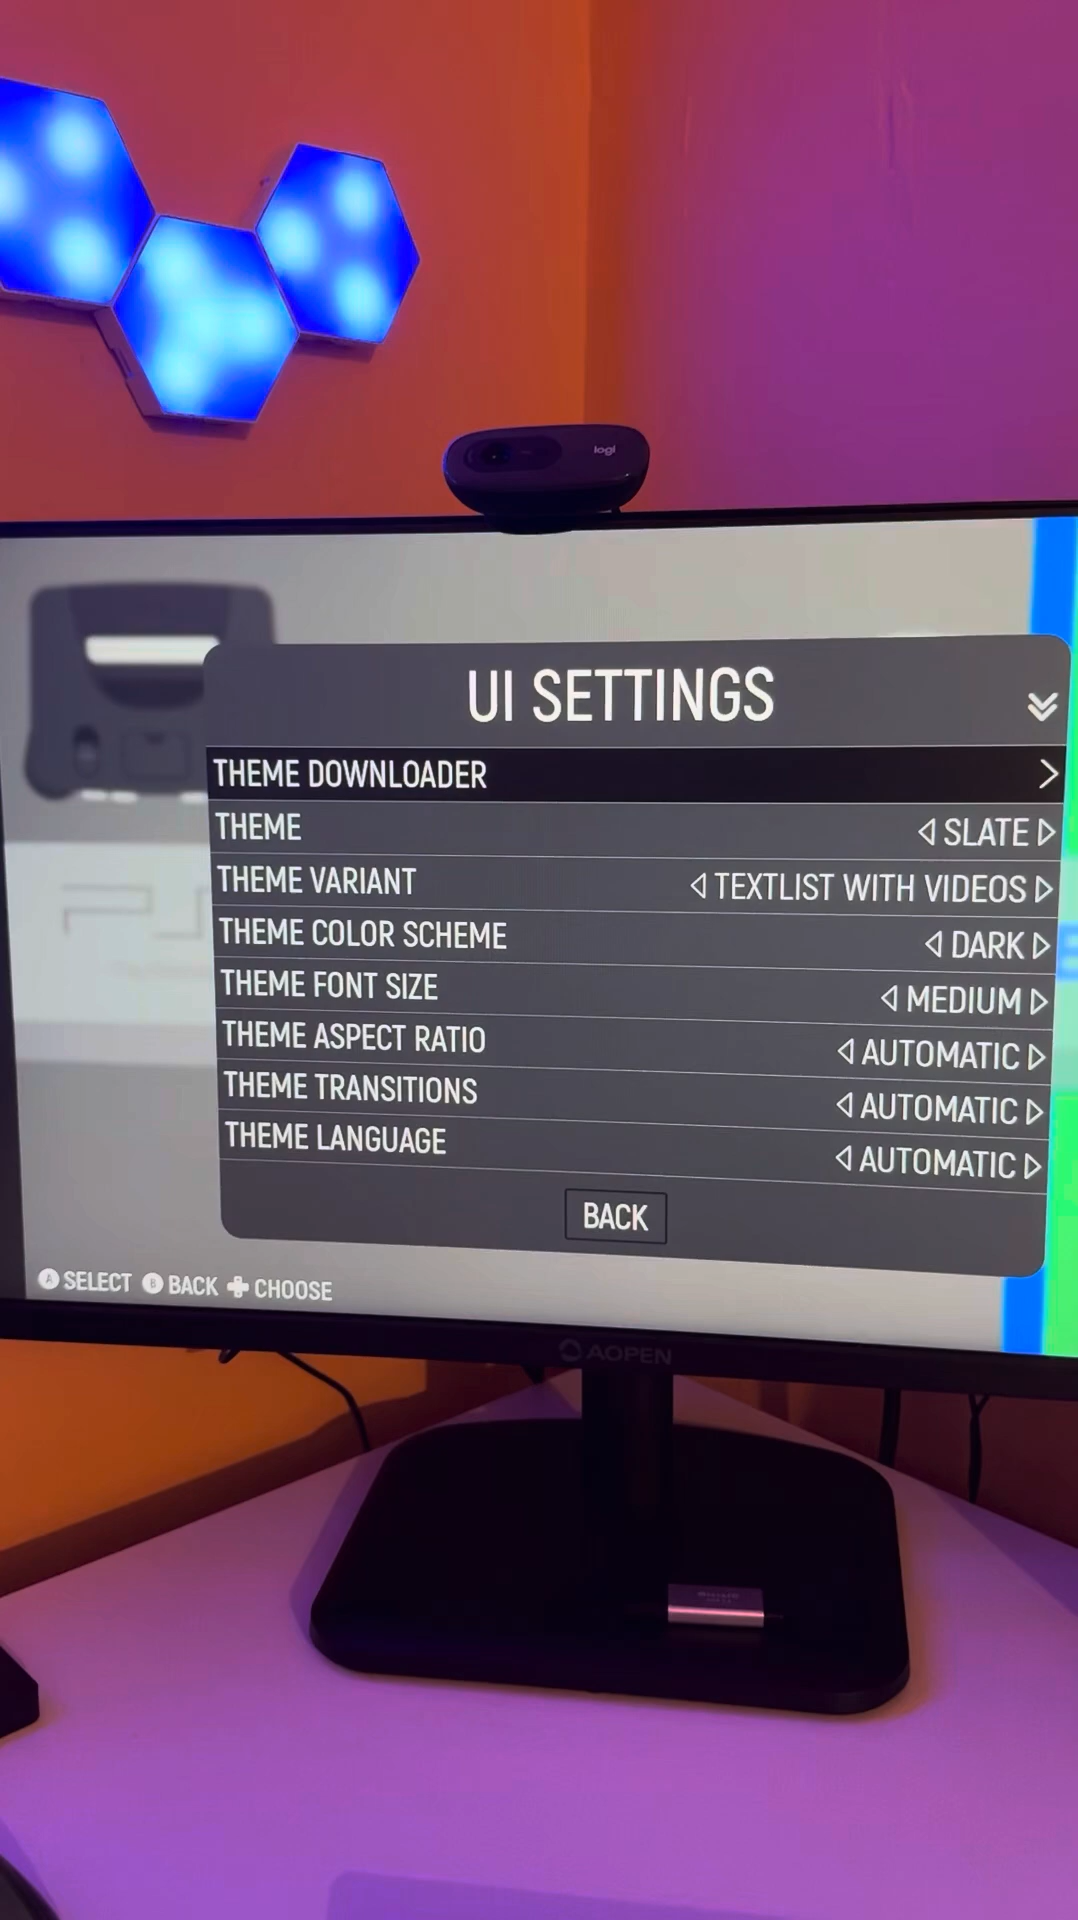 logi
UI SETTINGS
THEME DOWNLOADER
THEME SLATE
THEME VARIANT TEXTLIST WITH VIDEOS
THEME COLOR SCHEME DARK
THEME FONT SIZE MEDIUM
THEME ASPECT RATIO AUTOMATIC
THEME TRANSITIONS AUTOMATIC
THEME LANGUAGE AUTOMATIC
BACK
A SELECT B BACK CHOOSE
AOPEN